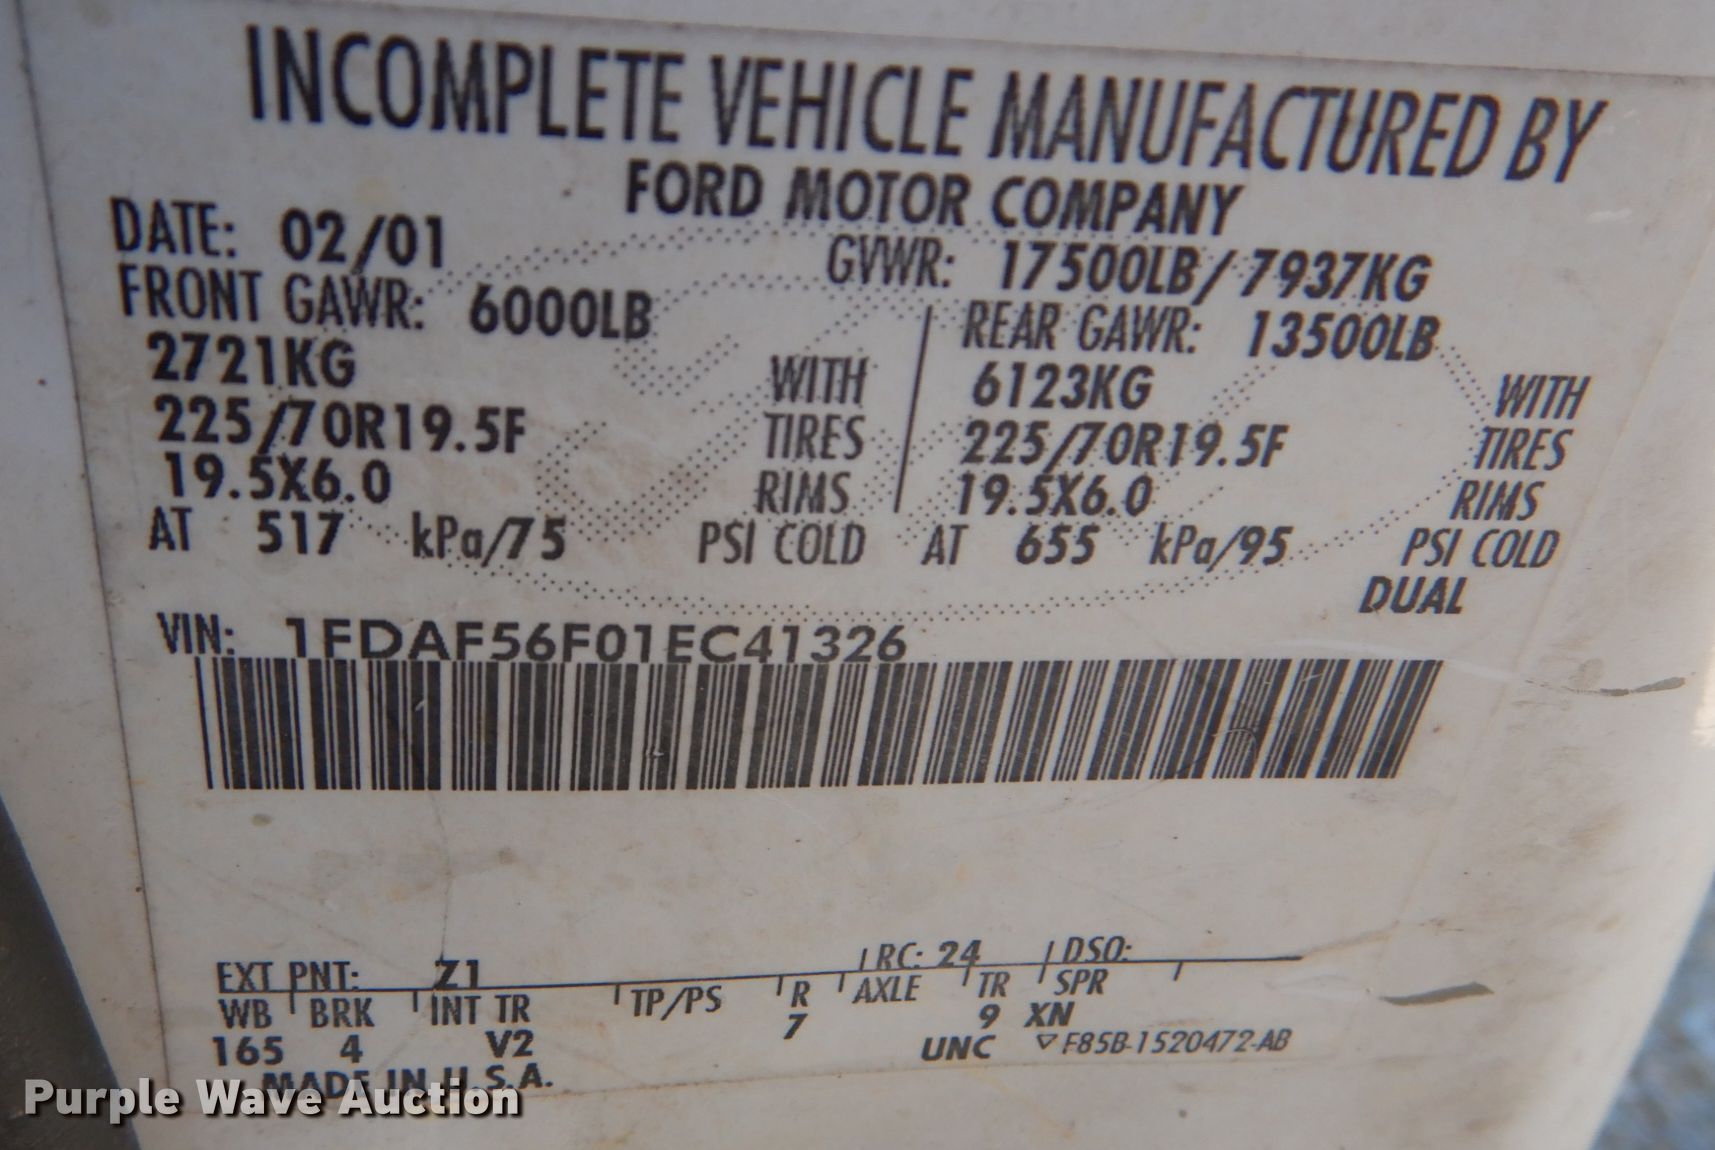 INCOMPLETE VEHICLE MANUFACTURED BY
FORD MOTOR COMPANY
DATE: 02/01 GVWR: 17500LB/7937KG
FRONT GAWR: 6000LB REAR GAWR: 13500LB
2721KG WITH 6123KG WITH
225/70R19.5F TIRES 225/70R19.5F TIRES
19.5X6.0 RIMS 19.5X6.0 RIMS
AT 517 kPa/75 PSI COLD AT 655 kPa/95 PSI COLD
DUAL
VIN: 1FDAF56F01EC41326
EXT PNT: Z1 RC: 24 DSO:
WB BRK INT TR TP/PS R AXLE TR SPR
165 4 V2 7 9 XN
UNC F85B-1520472-AB
MADE IN U.S.A.
Purple Wave Auction